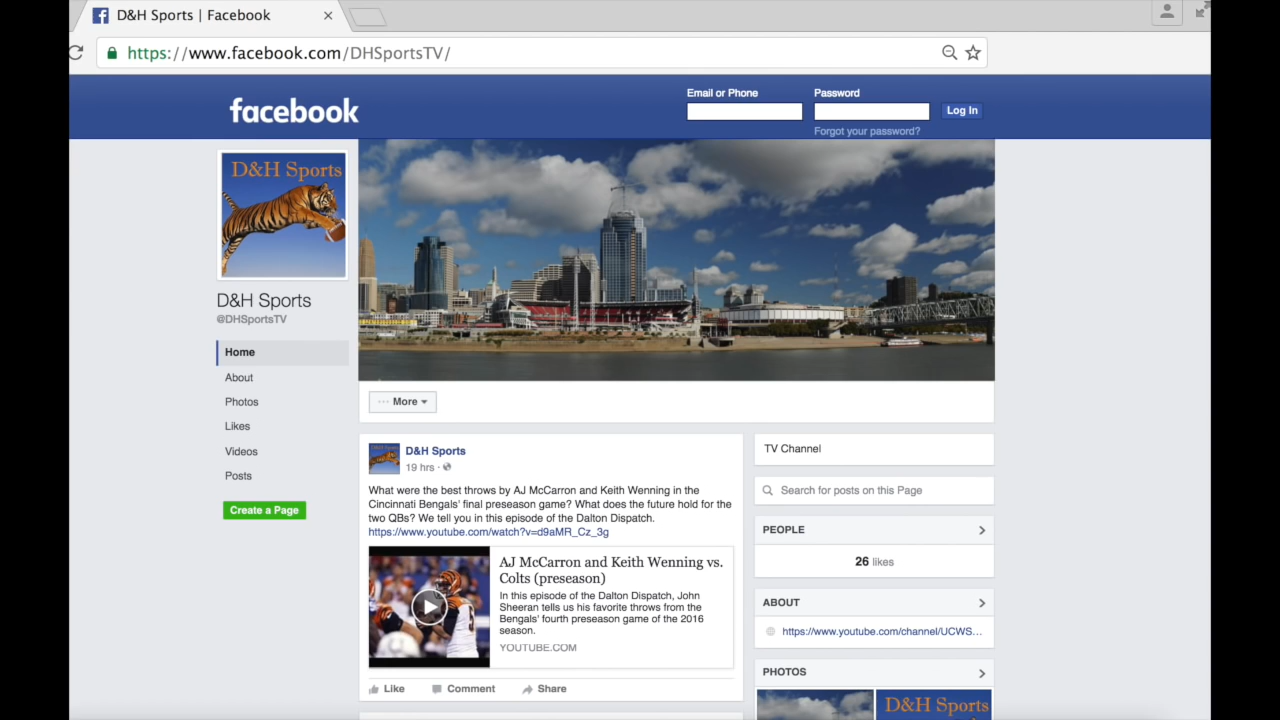 D&H Sports | Facebook
https://www.facebook.com/DHSportsTV/
Email or Phone
Password
facebook
Log In
Forgot your password?
D&H Sports
D&H Sports
@DHSportsTV
Home
About
Photos
Likes
Videos
Posts
Create a Page
··· More
D&H Sports
19 hrs ·
What were the best throws by AJ McCarron and Keith Wenning in the
Cincinnati Bengals' final preseason game? What does the future hold for the
two QBs? We tell you in this episode of the Dalton Dispatch.
https://www.youtube.com/watch?v=d9aMR_Cz_3g
AJ McCarron and Keith Wenning vs.
Colts (preseason)
In this episode of the Dalton Dispatch, John
Sheeran tells us his favorite throws from the
Bengals' fourth preseason game of the 2016
season.
YOUTUBE.COM
Like
Comment
Share
TV Channel
Search for posts on this Page
PEOPLE
26 likes
ABOUT
https://www.youtube.com/channel/UCWS...
PHOTOS
D&H Sports